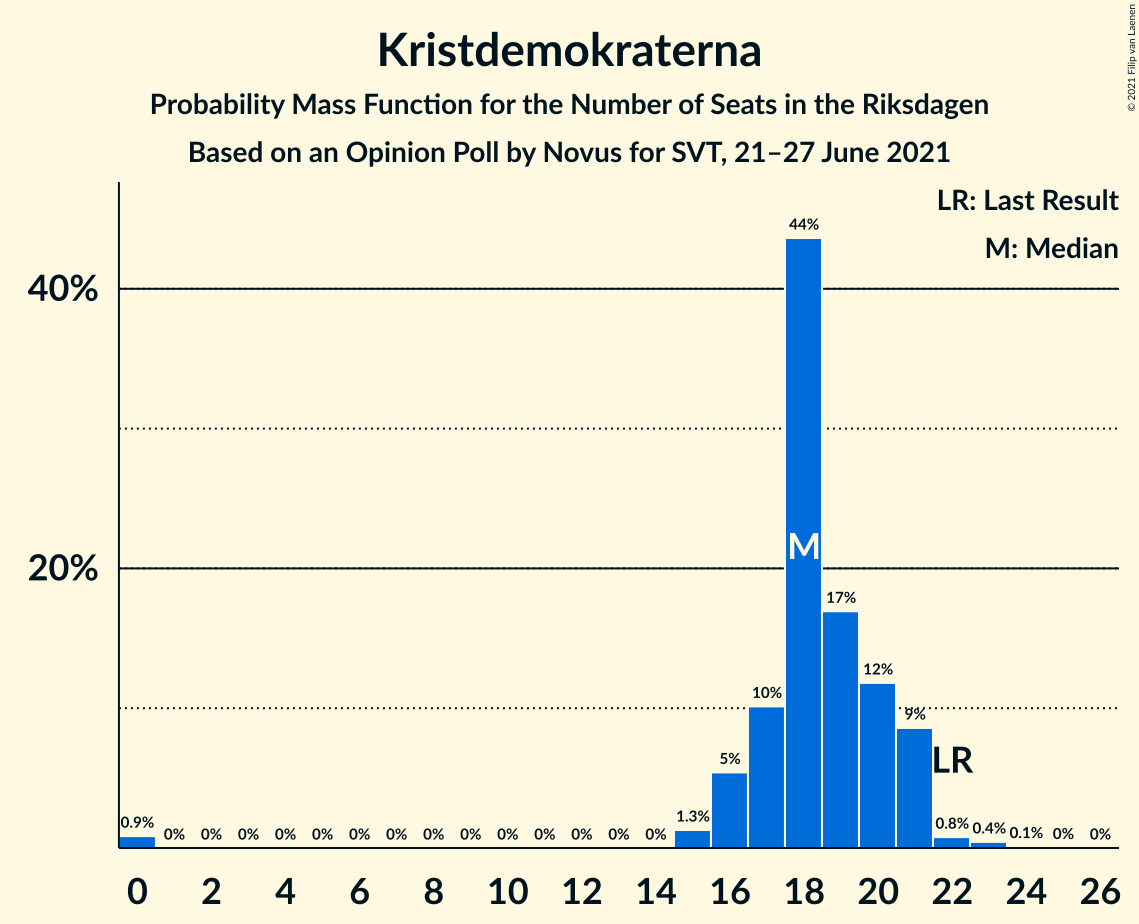 Kristdemokraterna
Probability Mass Function for the Number of Seats in the Riksdagen
Based on an Opinion Poll by Novus for SVT, 21–27 June 2021
© 2021 Filip van Laenen
LR: Last Result
M: Median
40%
20%
0.9% 0% 0% 0% 0% 0% 0% 0% 0% 0% 0% 0% 0% 0% 0% 1.3% 5% 10% 44% 17% 12% 9% 0.8% 0.4% 0.1% 0% 0%
M
LR
0 2 4 6 8 10 12 14 16 18 20 22 24 26